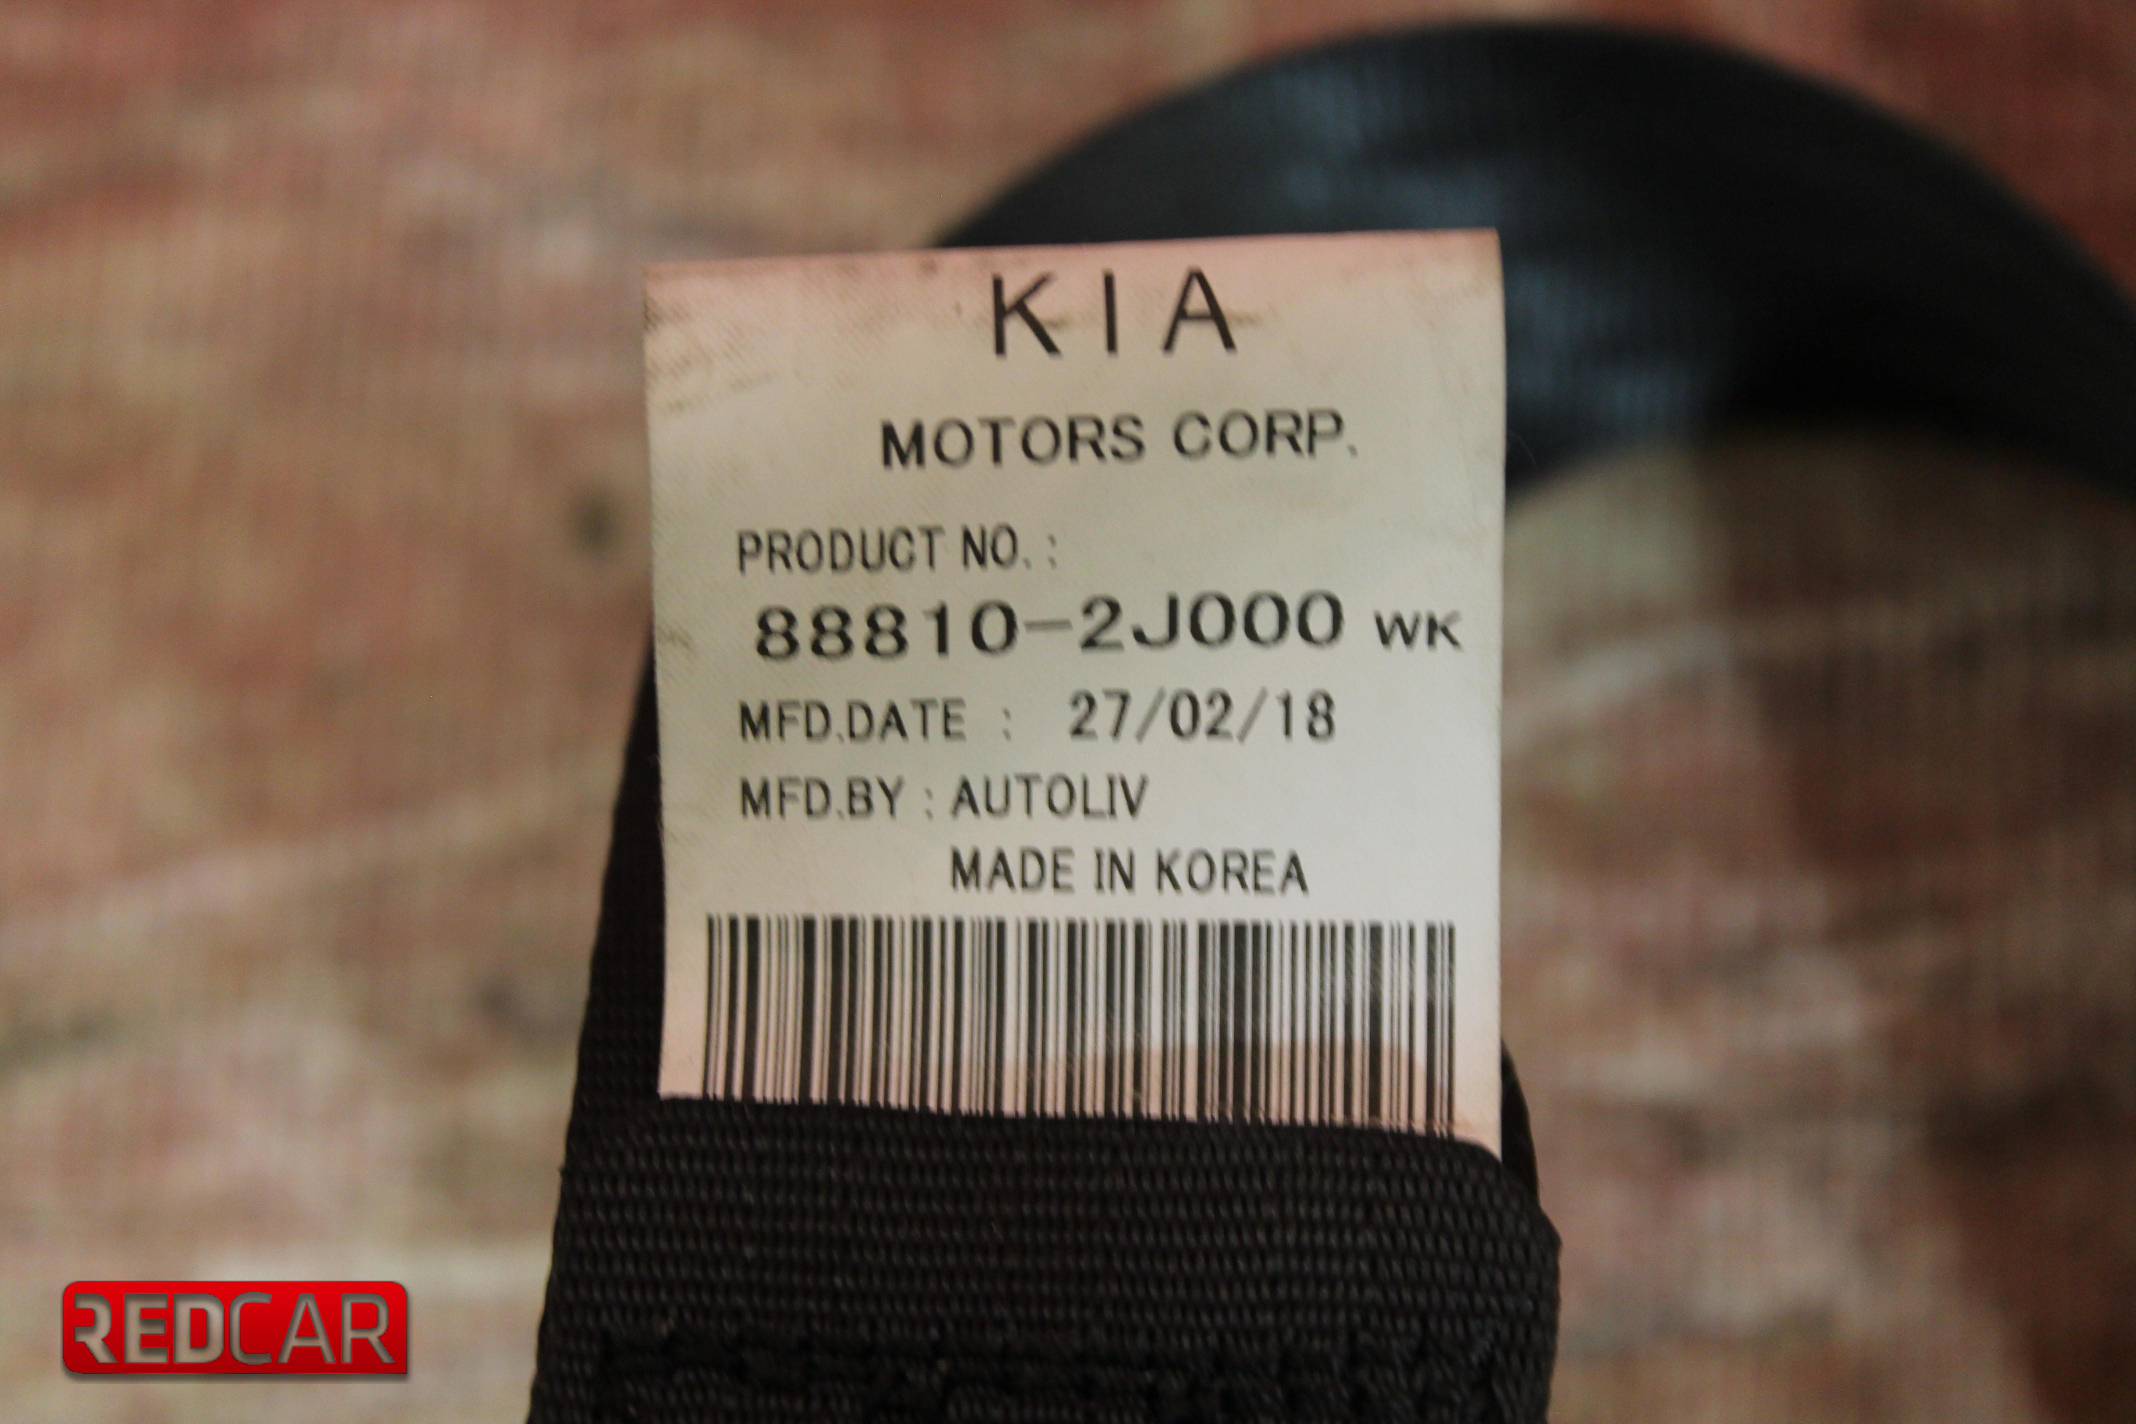 KIA
MOTORS CORP.
PRODUCT NO. :
88810-2J000 WK
MFD.DATE : 27/02/18
MFD.BY : AUTOLIV
MADE IN KOREA
REDCAR